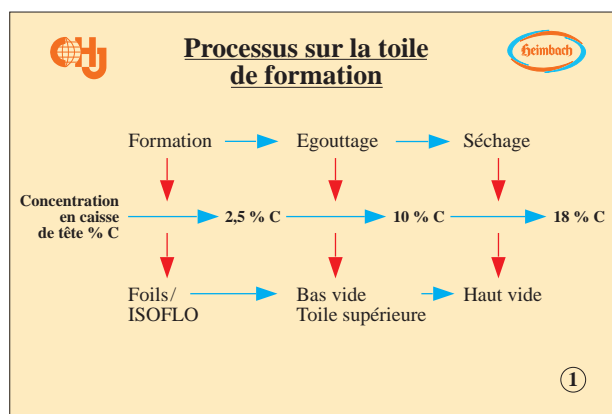 CHJ
Processus sur la toile
de formation
Heimbach
Formation
Egouttage
Séchage
Concentration
en caisse
de tête % C
2,5 % C
10 % C
18 % C
Foils/
ISOFLO
Bas vide
Toile supérieure
Haut vide
1